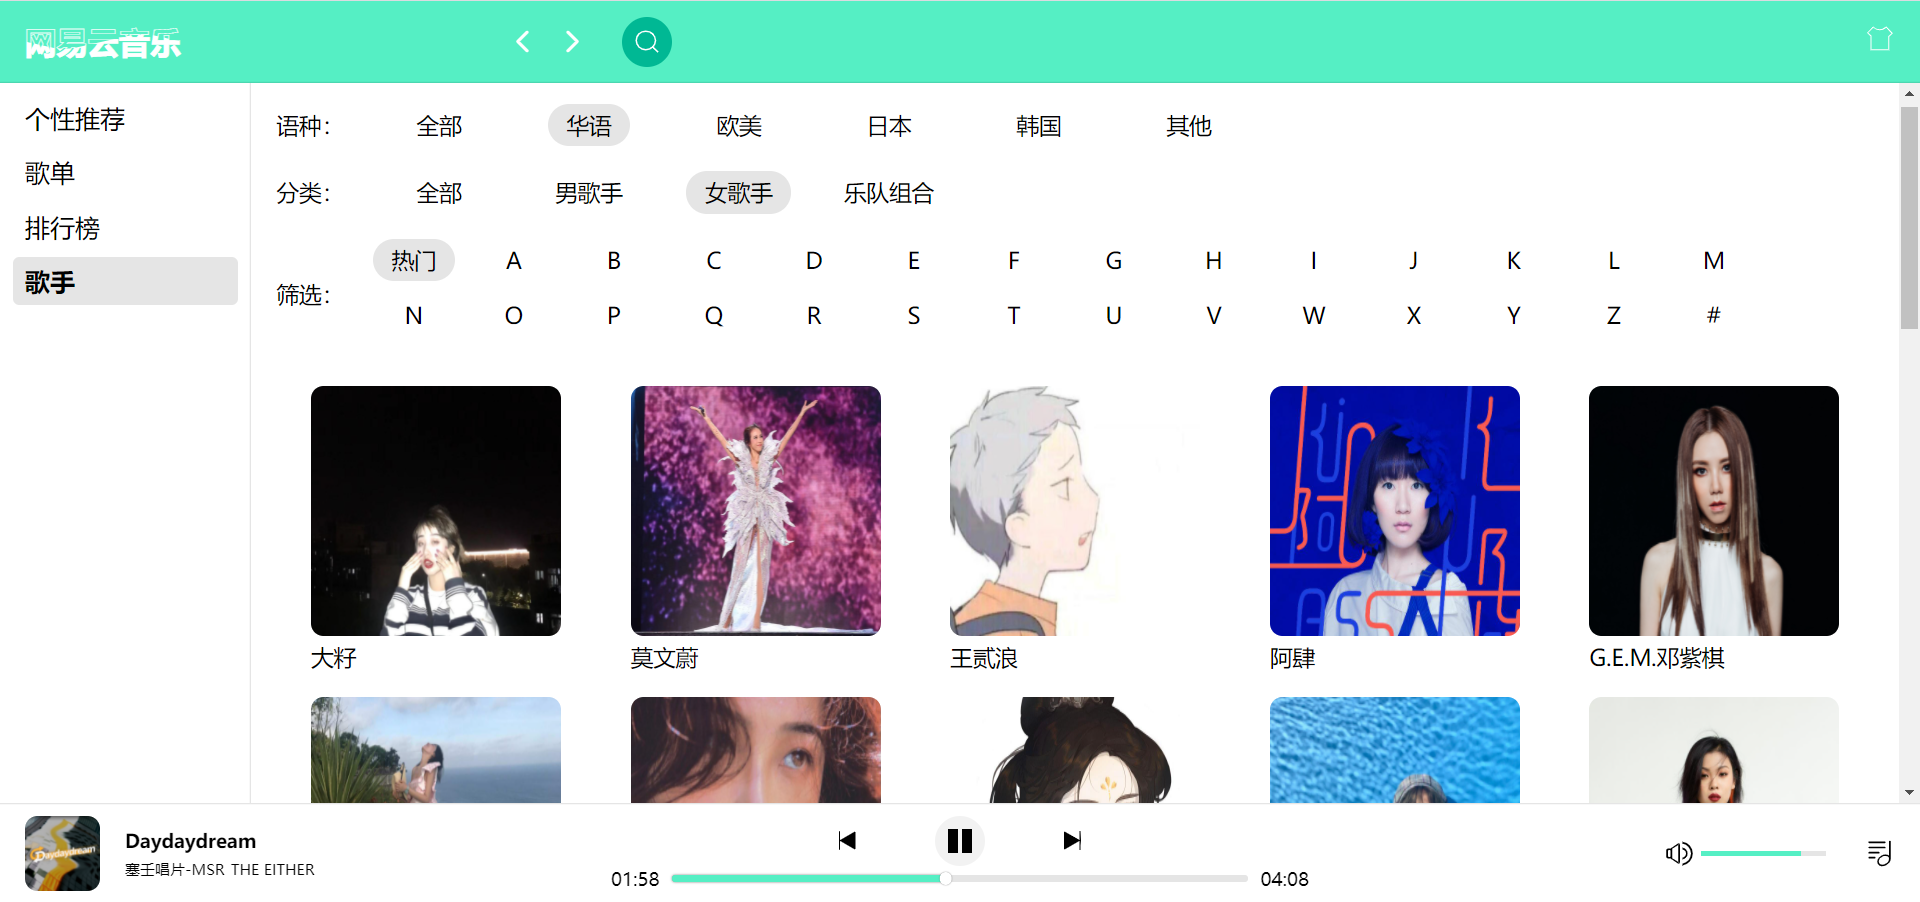 网易云音乐
个性推荐
歌单
排行榜
歌手
语种： 全部 华语 欧美 日本 韩国 其他
分类： 全部 男歌手 女歌手 乐队组合
筛选：
热门 A B C D E F G H I J K L M
N O P Q R S T U V W X Y Z #
大籽 莫文蔚 王贰浪 阿肆 G.E.M.邓紫棋
Daydaydream
Daydaydream
塞壬唱片-MSR THE EITHER
01:58 04:08